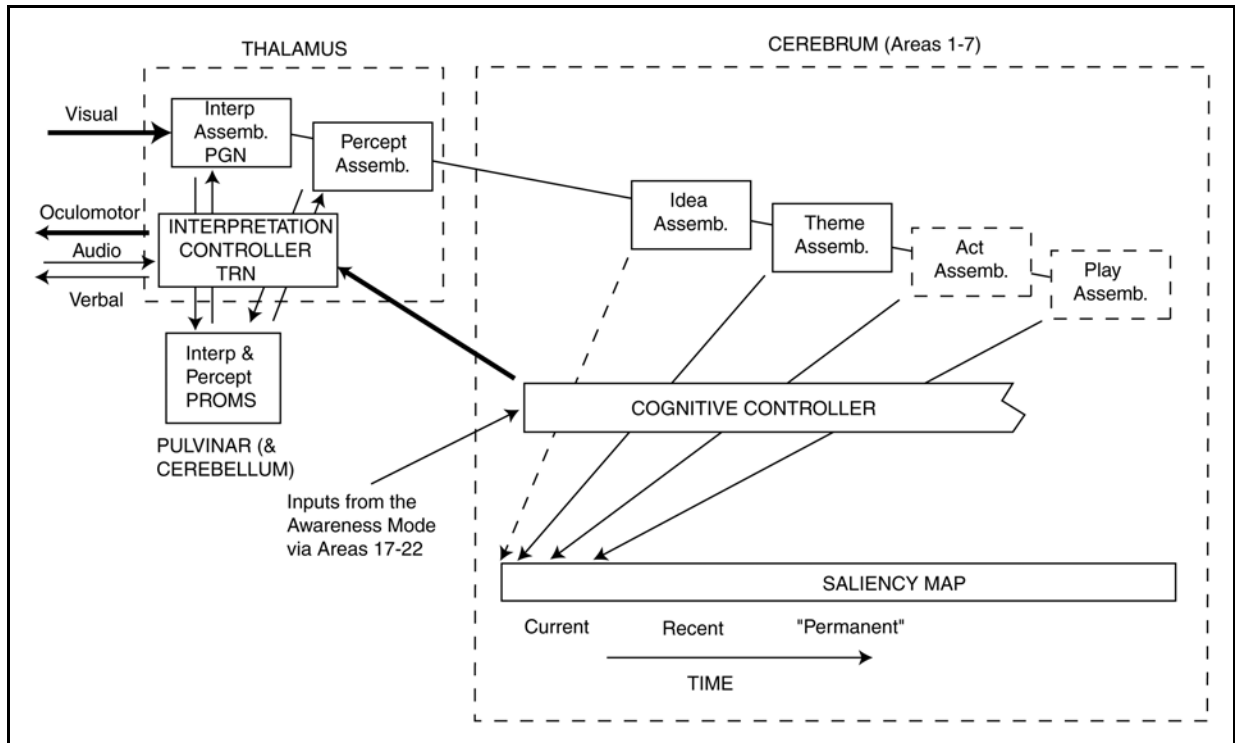 THALAMUS
CEREBRUM (Areas 1-7)
Visual
Interp
Assemb.
PGN
Percept
Assemb.
Idea
Assemb.
Theme
Assemb.
Act
Assemb.
Play
Assemb.
Oculomotor
Audio
Verbal
INTERPRETATION
CONTROLLER
TRN
Interp &
Percept
PROMS
PULVINAR (&
CEREBELLUM)
COGNITIVE CONTROLLER
Inputs from the
Awareness Mode
via Areas 17-22
SALIENCY MAP
Current
Recent
"Permanent"
TIME